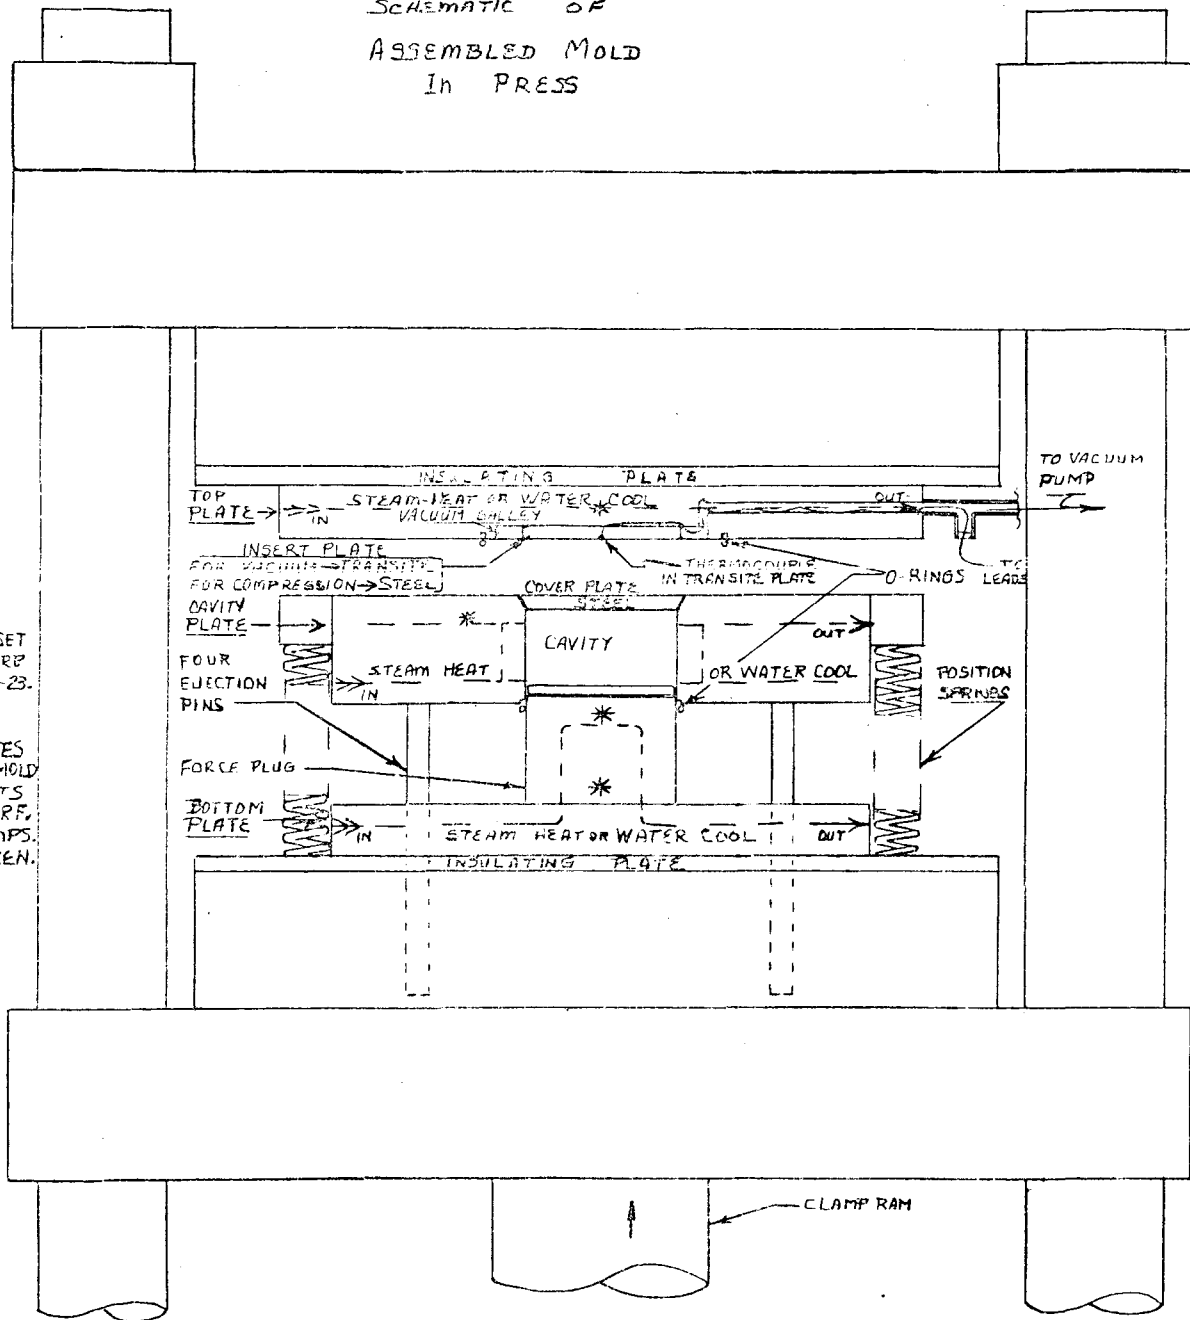 SCHEMATIC OF
ASSEMBLED MOLD
In PRESS
INSULATING PLATE
TO VACUUM
PUMP
TOP
PLATE
STEAM-HEAT OR WATER COOL
IN
OUT
VACUUM GALLEY
INSERT PLATE
FOR VACUUM→TRANSITE
FOR COMPRESSION→STEEL
THERMOCOUPLE
IN TRANSITE PLATE
O-RINGS
TC
LEADS
COVER PLATE
STEEL
CAVITY
PLATE
OUT
CAVITY
STEAM HEAT
IN
OR WATER COOL
FOUR
EJECTION
PINS
POSITION
SPRINGS
SET
-23.
MOLD
FORCE PLUG
BOTTOM
PLATE
IN
STEAM HEAT OR WATER COOL
OUT
INSULATING PLATE
CLAMP RAM